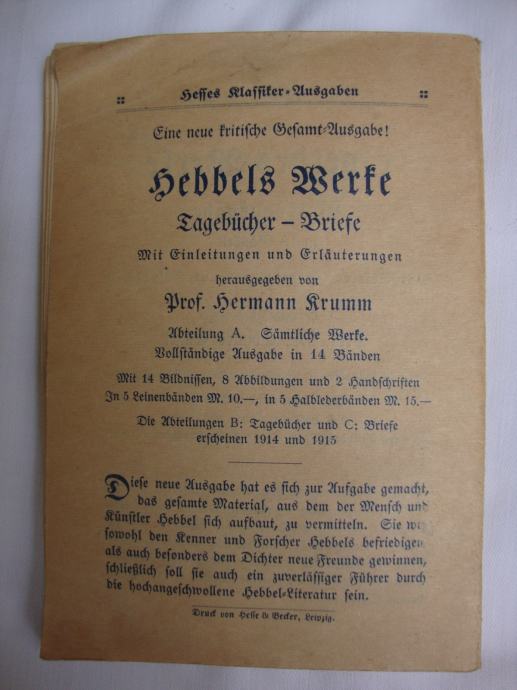 Hesses Klassiker-Ausgaben
Eine neue kritische Gesamt-Ausgabe!
Hebbels Werke
Tagebücher – Briefe
Mit Einleitungen und Erläuterungen
herausgegeben von
Prof. Hermann Krumm
Abteilung A. Sämtliche Werke.
Vollständige Ausgabe in 14 Bänden
Mit 14 Bildnissen, 8 Abbildungen und 2 Handschriften
In 5 Leinenbänden M. 10.—, in 5 Halblederbänden M. 15.—
Die Abteilungen B: Tagebücher und C: Briefe
erscheinen 1914 und 1915
Diese neue Ausgabe hat es sich zur Aufgabe gemacht,
das gesamte Material, aus dem der Mensch und
Künstler Hebbel sich aufbaut, zu vermitteln. Sie
sowohl den Kenner und Forscher Hebbels befriedigen
als auch besonders dem Dichter neue Freunde gewinnen,
schließlich soll sie auch ein zuverlässiger Führer durch
die hochangeschwollene Hebbel-Literatur sein.
Druck von Hesse & Becker, Leipzig.